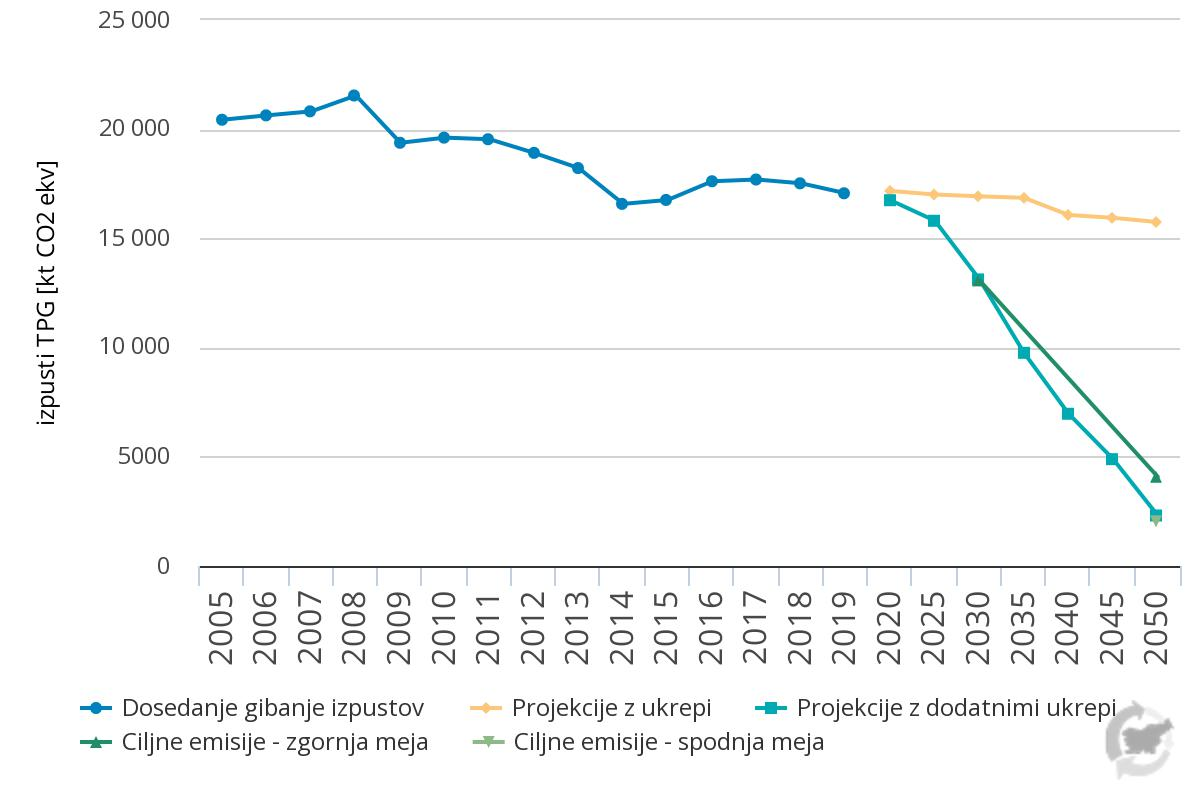 25 000
20 000
15 000
10 000
5000
0
izpusti TPG [kt CO2 ekv]
2005 2006 2007 2008 2009 2010 2011 2012 2013 2014 2015 2016 2017 2018 2019 2020 2025 2030 2035 2040 2045 2050
Dosedanje gibanje izpustov Projekcije z ukrepi Projekcije z dodatnimi ukrepi
Ciljne emisije - zgornja meja Ciljne emisije - spodnja meja